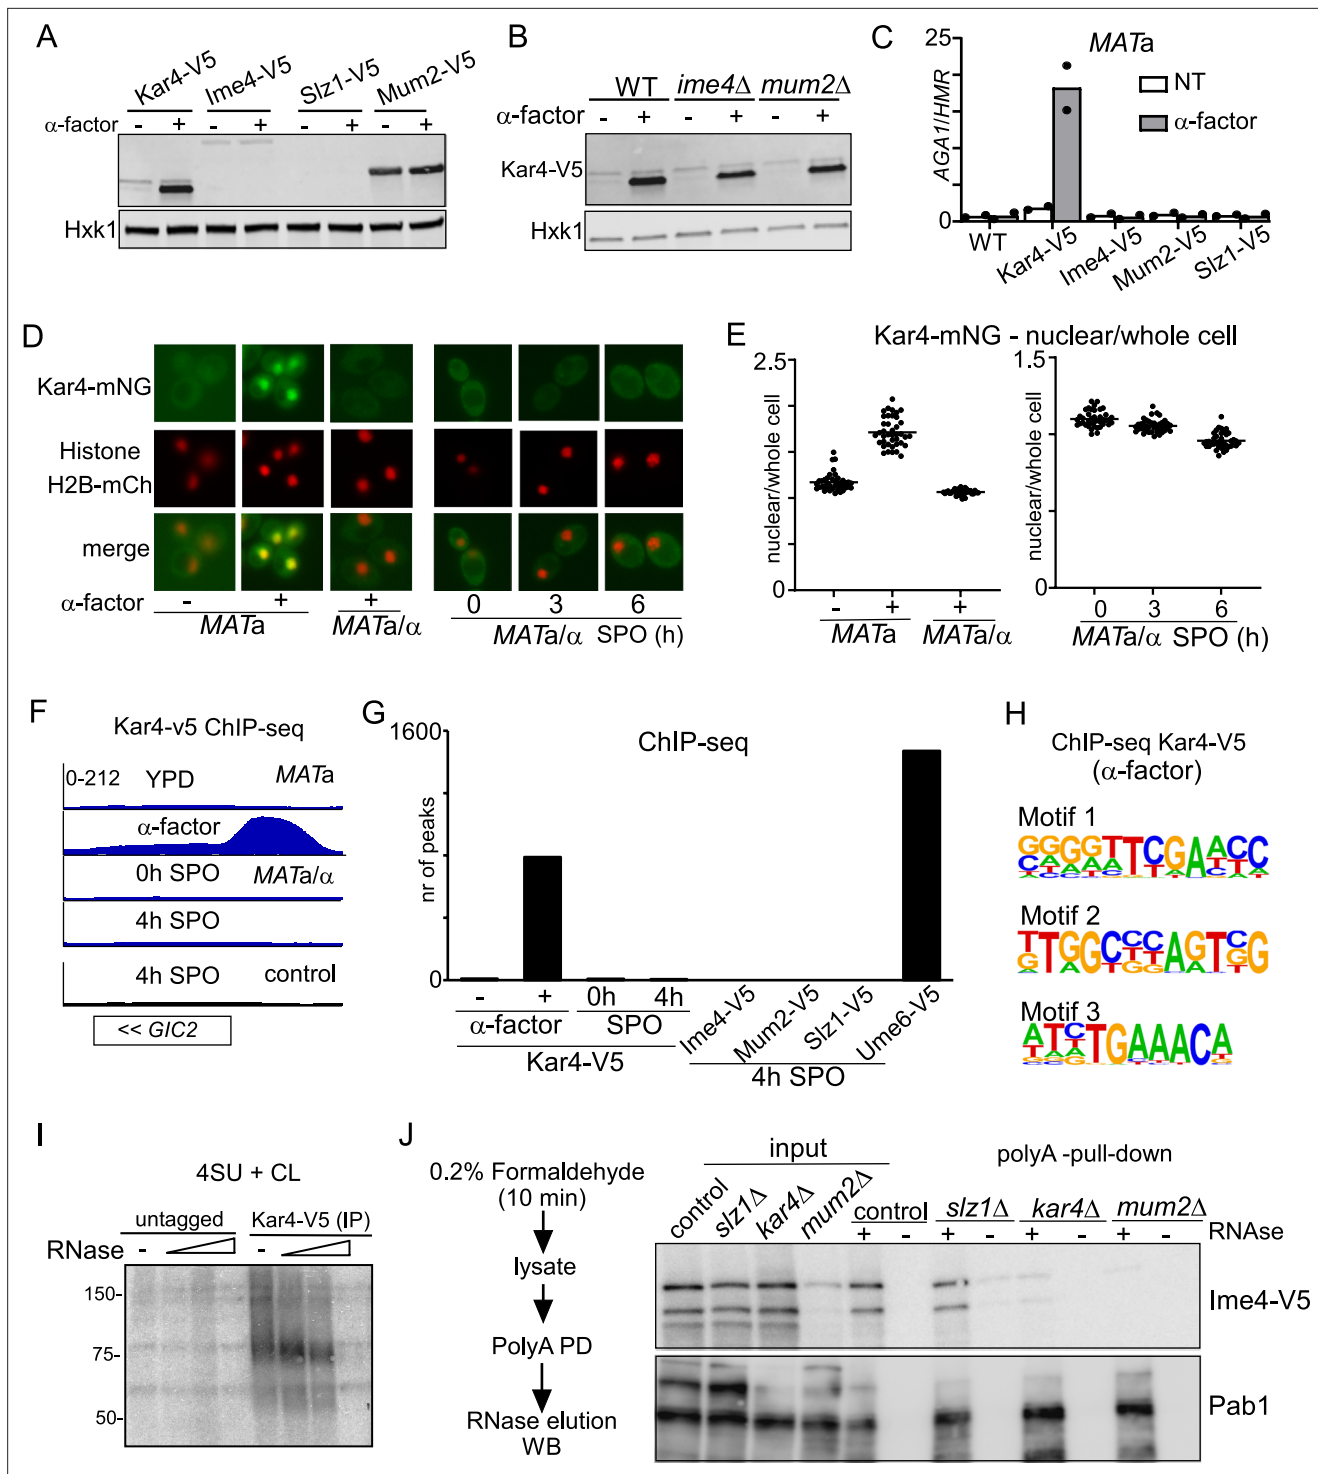 A
Kar4-V5 Ime4-V5 Slz1-V5 Mum2-V5
α-factor - + - + - + - +
Hxk1
B
WT ime4Δ mum2Δ
α-factor - + - + - +
Kar4-V5
Hxk1
C
MATa
25
NT
α-factor
AGA1/HMR
0
WT Kar4-V5 Ime4-V5 Mum2-V5 Slz1-V5
D
Kar4-mNG
Histone
H2B-mCh
merge
α-factor - + + 0 3 6
MATa MATa/α MATa/α SPO (h)
E
Kar4-mNG - nuclear/whole cell
2.5
nuclear/whole cell
0
- + +
MATa MATa/α
1.5
nuclear/whole cell
0
0 3 6
MATa/α SPO (h)
F
Kar4-v5 ChIP-seq
0-212 YPD MATa
α-factor
0h SPO MATa/α
4h SPO
4h SPO control
<< GIC2
G
ChIP-seq
1600
nr of peaks
0
- + 0h 4h Ime4-V5 Mum2-V5 Slz1-V5 Ume6-V5
α-factor SPO
Kar4-V5 4h SPO
H
ChIP-seq Kar4-V5
(α-factor)
Motif 1
GGGGTTCGAACC
Motif 2
TTGGCCCAGTCG
Motif 3
ATCTGAAACA
I
4SU + CL
untagged Kar4-V5 (IP)
RNase - -
150-
75-
50-
J
0.2% Formaldehyde
(10 min)
lysate
PolyA PD
RNase elution
WB
input
polyA -pull-down
control slz1Δ kar4Δ mum2Δ control slz1Δ kar4Δ mum2Δ
+ - + - + - + - RNAse
Ime4-V5
Pab1